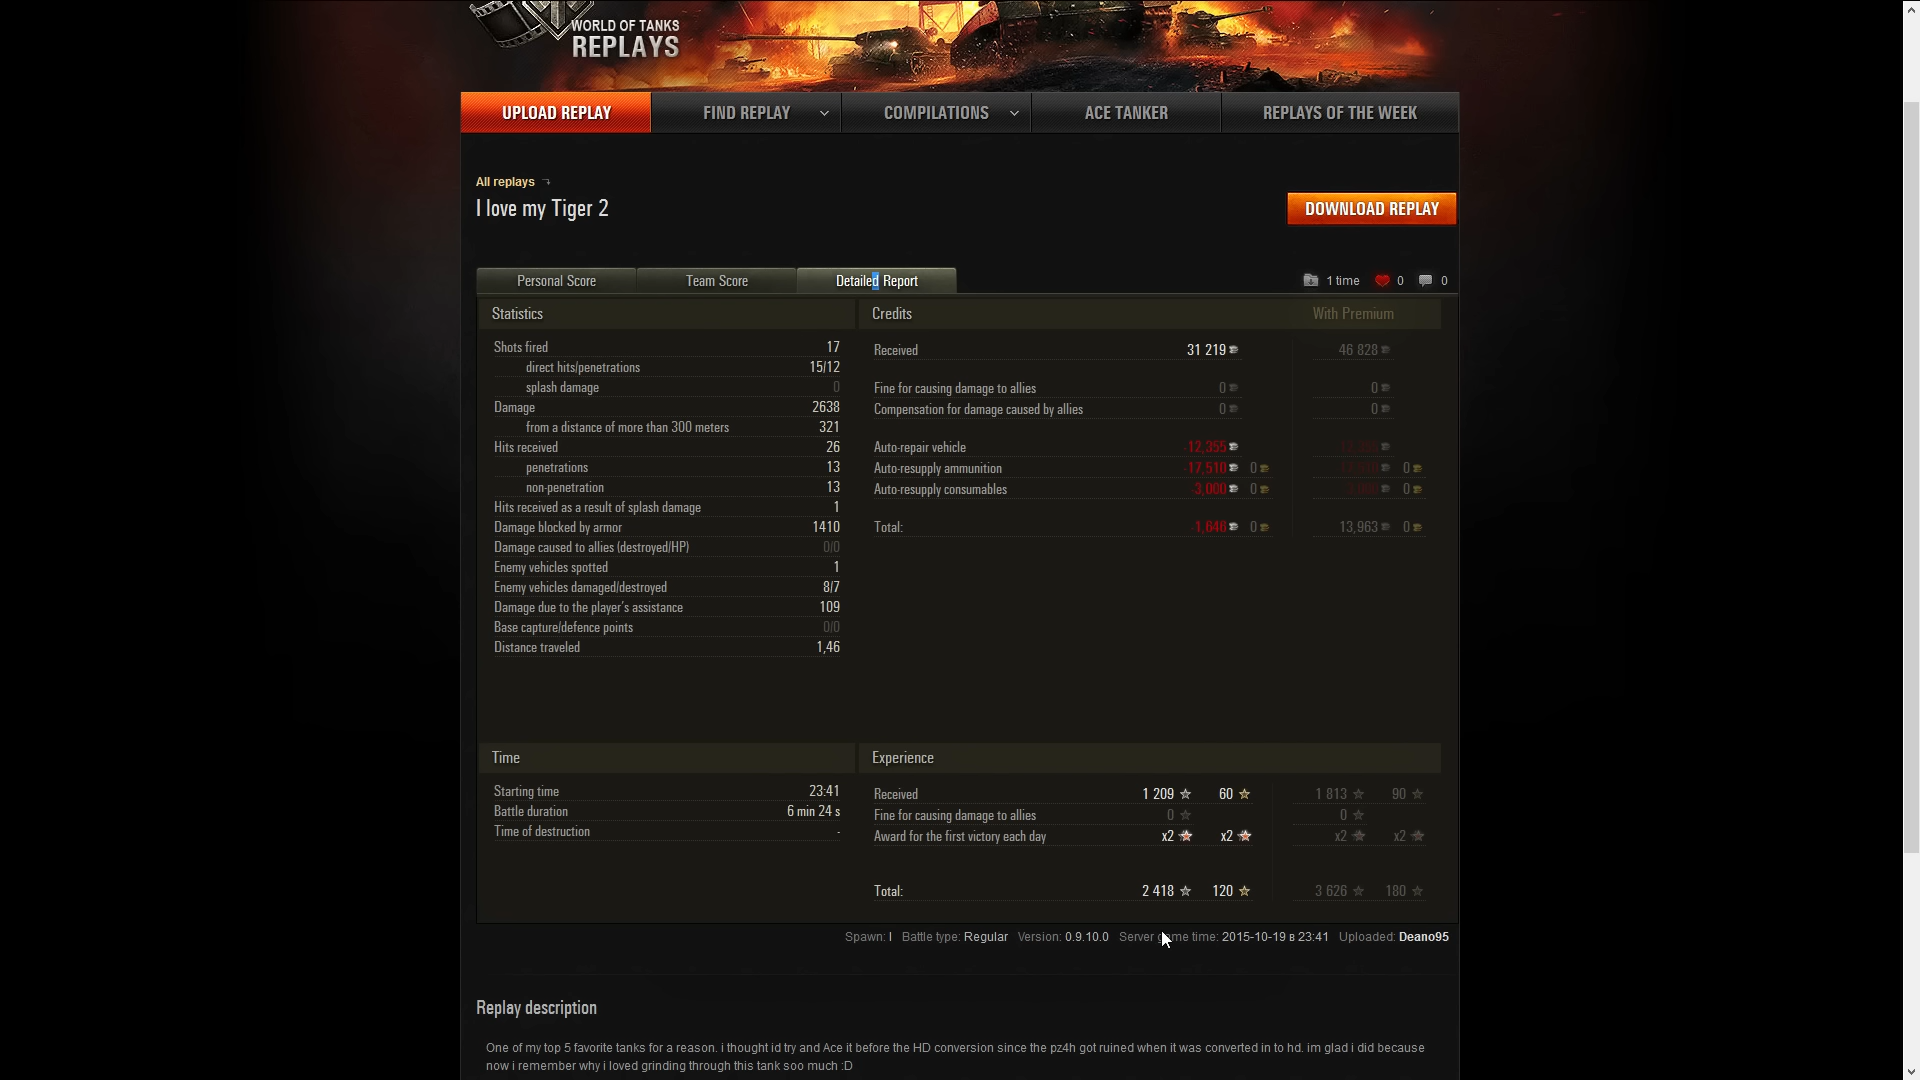 WORLD OF TANKS
REPLAYS
UPLOAD REPLAY FIND REPLAY COMPILATIONS ACE TANKER REPLAYS OF THE WEEK
All replays
I love my Tiger 2
DOWNLOAD REPLAY
Personal Score Team Score Detailed Report 1 time 0 0
Statistics
Shots fired 17
direct hits/penetrations 15/12
splash damage 0
Damage 2638
from a distance of more than 300 meters 321
Hits received 26
penetrations 13
non-penetration 13
Hits received as a result of splash damage 1
Damage blocked by armor 1410
Damage caused to allies (destroyed/HP) 0/0
Enemy vehicles spotted 1
Enemy vehicles damaged/destroyed 8/7
Damage due to the player's assistance 109
Base capture/defence points 0/0
Distance traveled 1,46
Credits With Premium
Received 31 219 46 828
Fine for causing damage to allies 0 0
Compensation for damage caused by allies 0 0
Auto-repair vehicle -12,355
Auto-resupply ammunition -17,510 0 0
Auto-resupply consumables -3,000 0 0
Total: -1,646 0 13,963 0
Time
Starting time 23:41
Battle duration 6 min 24 s
Time of destruction -
Experience
Received 1 209 60 1 813 90
Fine for causing damage to allies 0 0
Award for the first victory each day x2 x2 x2 x2
Total: 2 418 120 3 626 180
Spawn: I Battle type: Regular Version: 0.9.10.0 Server game time: 2015-10-19 в 23:41 Uploaded: Deano95
Replay description
One of my top 5 favorite tanks for a reason. i thought id try and Ace it before the HD conversion since the pz4h got ruined when it was converted in to hd. im glad i did because
now i remember why i loved grinding through this tank soo much :D